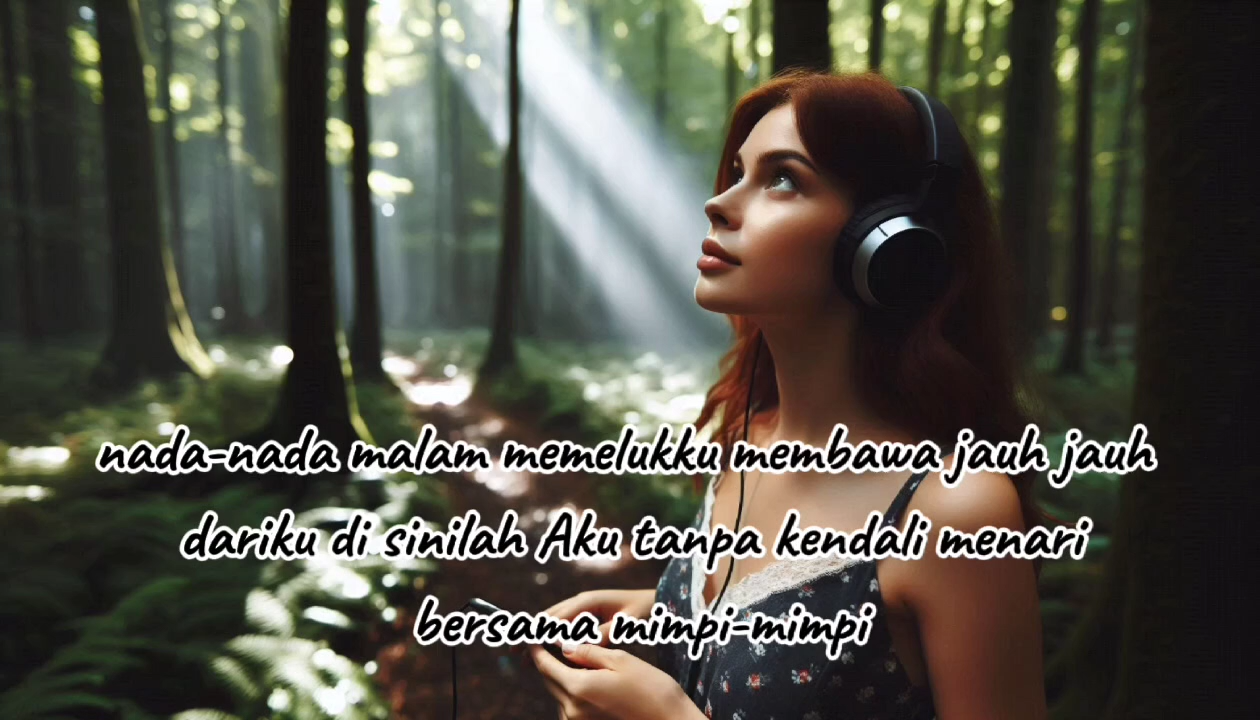 nada-nada malam memelukku membawa jauh jauh
dariku di sinilah Aku tanpa kendali menari
bersama mimpi-mimpi